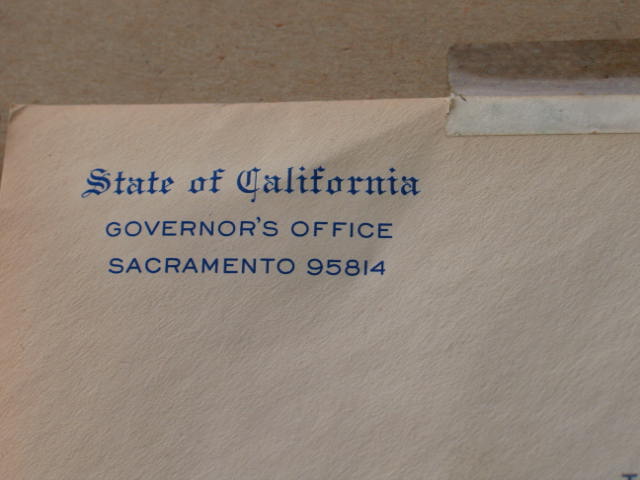 State of California
GOVERNOR'S OFFICE
SACRAMENTO 95814